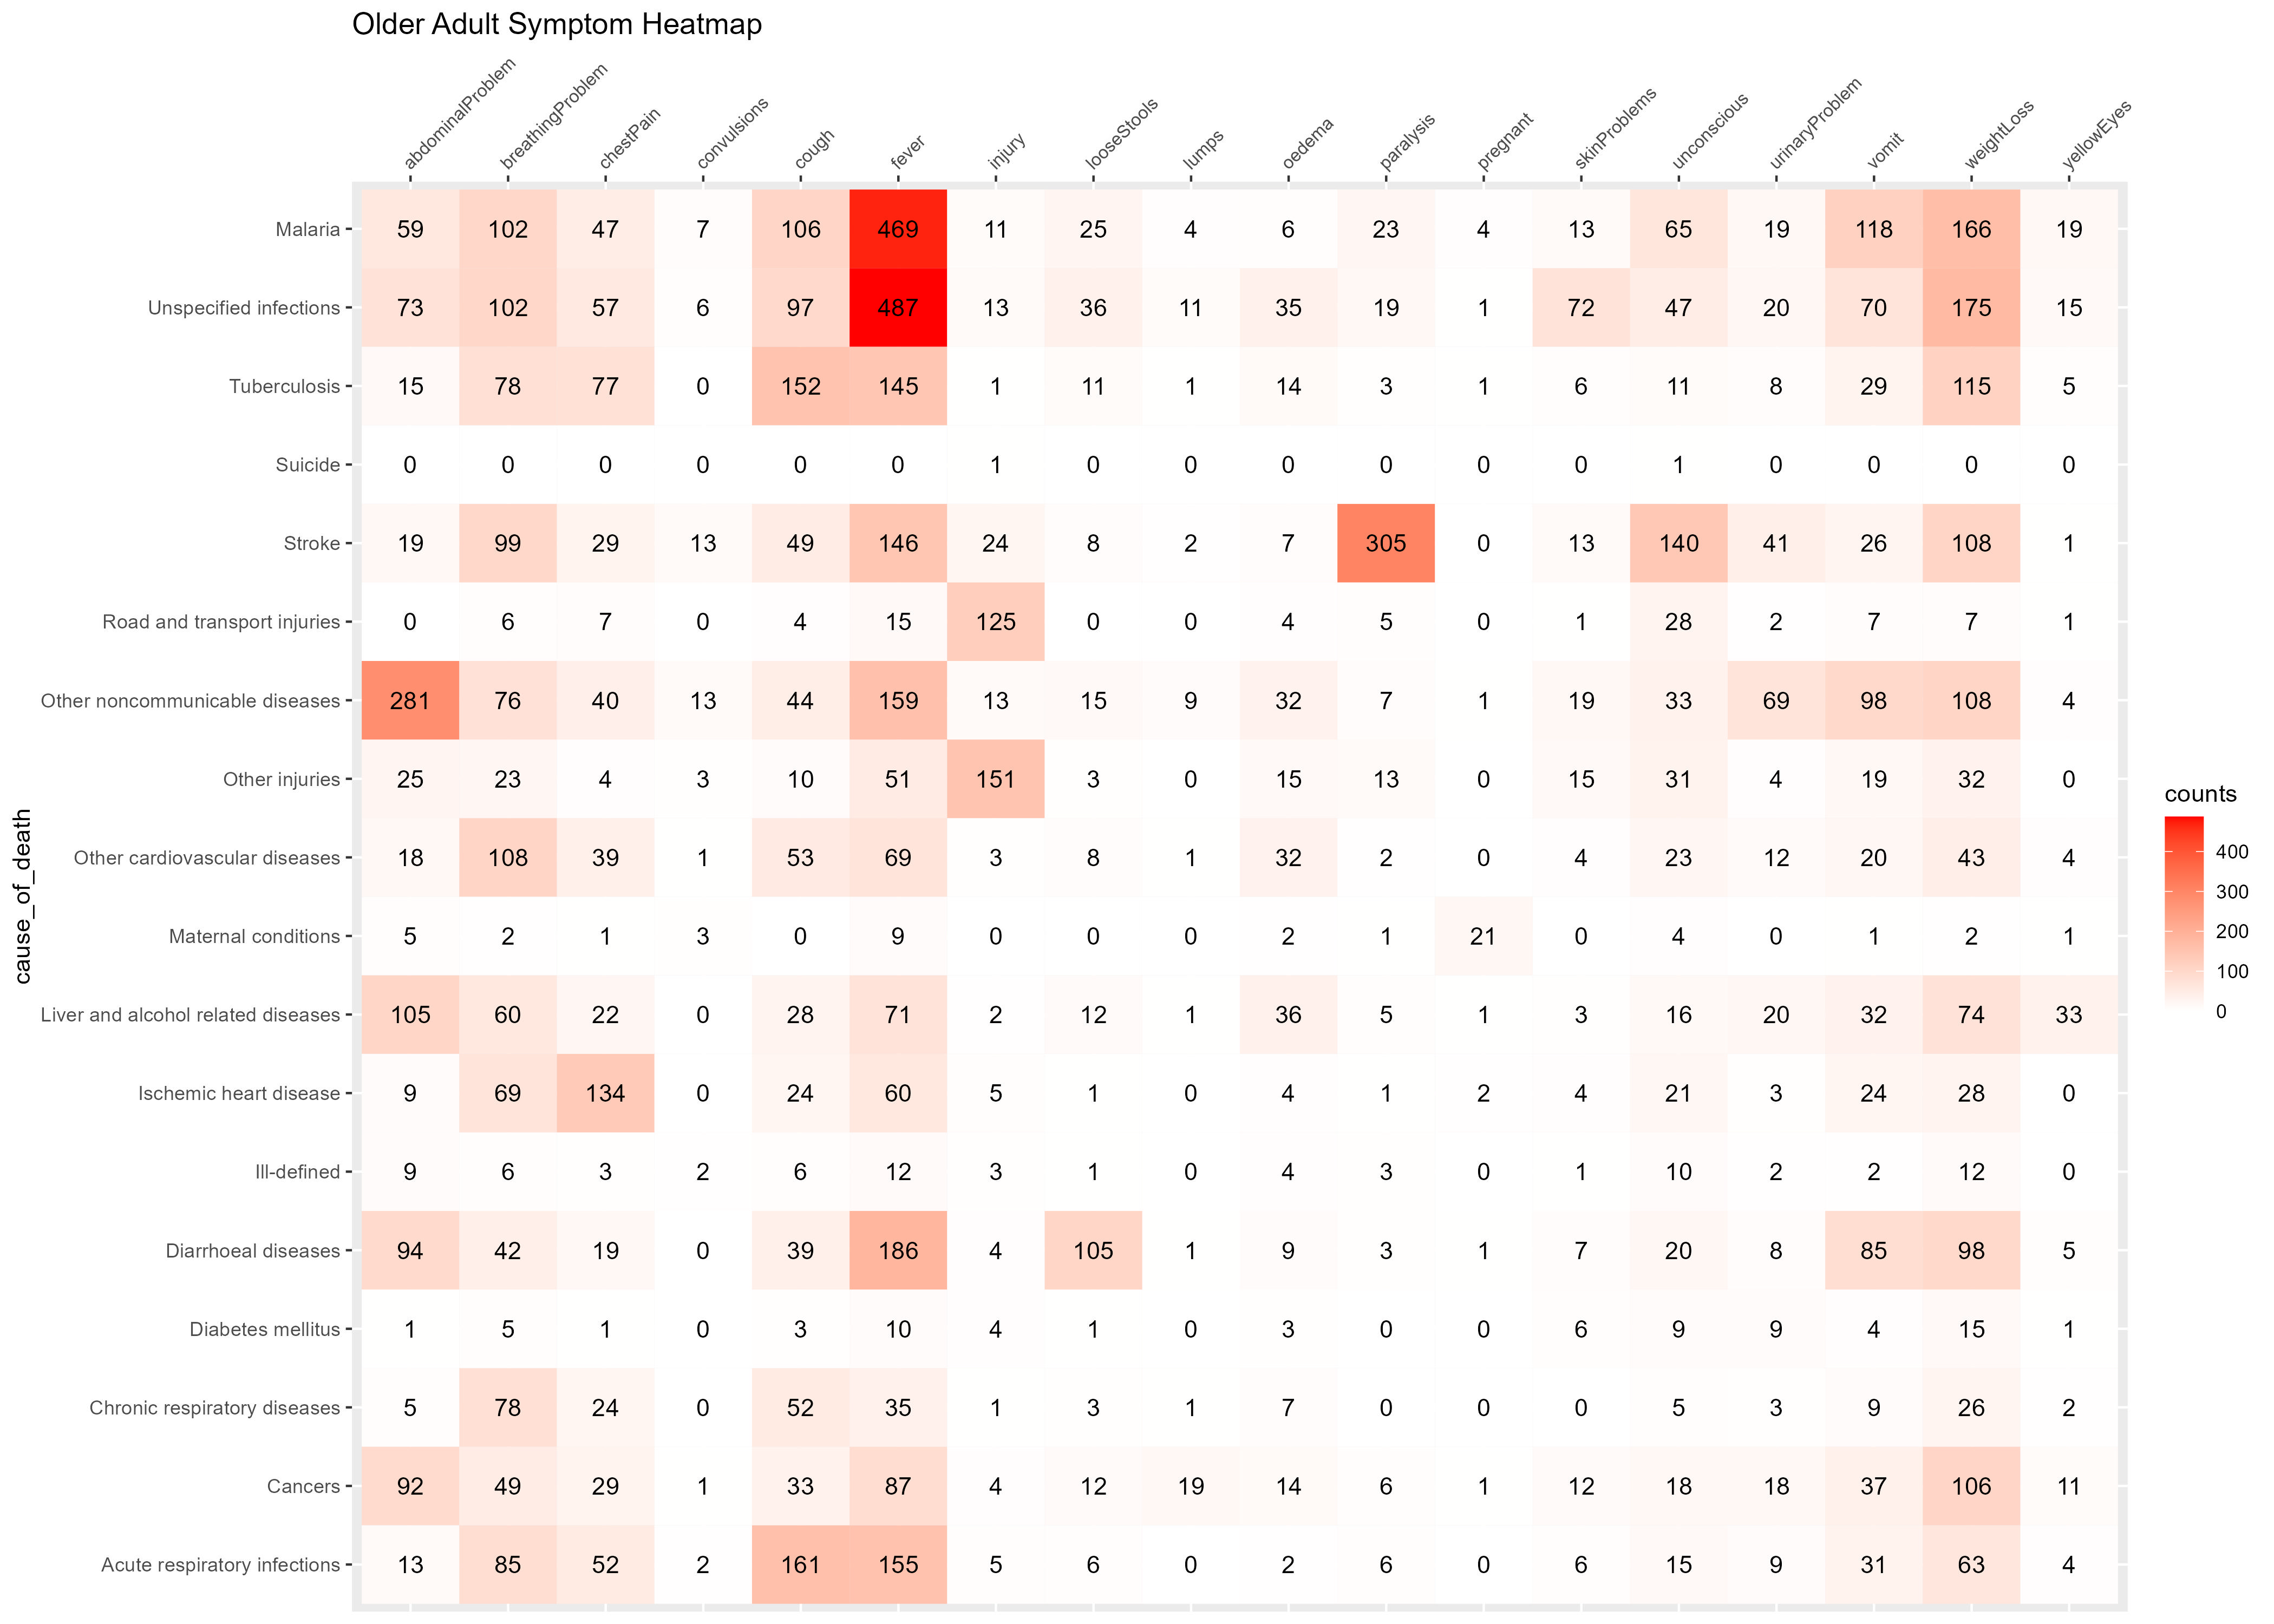 Older Adult Symptom Heatmap
abdominalProblem breathingProblem chestPain convulsions cough fever injury looseStools lumps oedema paralysis pregnant skinProblems unconscious urinaryProblem vomit weightLoss yellowEyes
Malaria 59 102 47 7 106 469 11 25 4 6 23 4 13 65 19 118 166 19
Unspecified infections 73 102 57 6 97 487 13 36 11 35 19 1 72 47 20 70 175 15
Tuberculosis 15 78 77 0 152 145 1 11 1 14 3 1 6 11 8 29 115 5
Suicide 0 0 0 0 0 0 1 0 0 0 0 0 0 1 0 0 0 0
Stroke 19 99 29 13 49 146 24 8 2 7 305 0 13 140 41 26 108 1
Road and transport injuries 0 6 7 0 4 15 125 0 0 4 5 0 1 28 2 7 7 1
Other noncommunicable diseases 281 76 40 13 44 159 13 15 9 32 7 1 19 33 69 98 108 4
Other injuries 25 23 4 3 10 51 151 3 0 15 13 0 15 31 4 19 32 0
Other cardiovascular diseases 18 108 39 1 53 69 3 8 1 32 2 0 4 23 12 20 43 4
Maternal conditions 5 2 1 3 0 9 0 0 0 2 1 21 0 4 0 1 2 1
Liver and alcohol related diseases 105 60 22 0 28 71 2 12 1 36 5 1 3 16 20 32 74 33
Ischemic heart disease 9 69 134 0 24 60 5 1 0 4 1 2 4 21 3 24 28 0
Ill-defined 9 6 3 2 6 12 3 1 0 4 3 0 1 10 2 2 12 0
Diarrhoeal diseases 94 42 19 0 39 186 4 105 1 9 3 1 7 20 8 85 98 5
Diabetes mellitus 1 5 1 0 3 10 4 1 0 3 0 0 6 9 9 4 15 1
Chronic respiratory diseases 5 78 24 0 52 35 1 3 1 7 0 0 0 5 3 9 26 2
Cancers 92 49 29 1 33 87 4 12 19 14 6 1 12 18 18 37 106 11
Acute respiratory infections 13 85 52 2 161 155 5 6 0 2 6 0 6 15 9 31 63 4
cause_of_death
counts
400
300
200
100
0